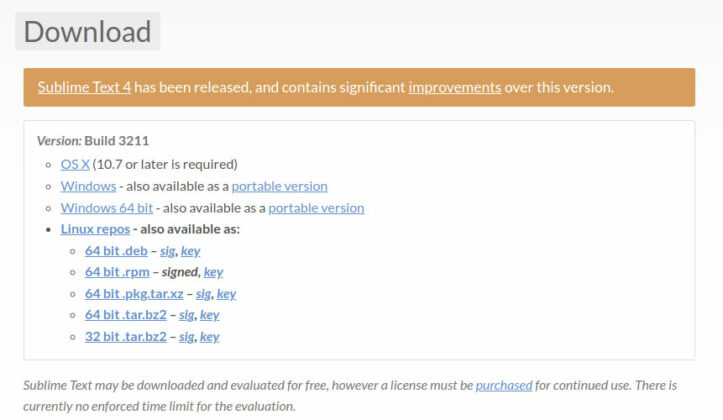 Download
Sublime Text 4 has been released, and contains significant improvements over this version.
Version: Build 3211
OS X (10.7 or later is required)
Windows - also available as a portable version
Windows 64 bit - also available as a portable version
Linux repos - also available as:
64 bit .deb – sig, key
64 bit .rpm – signed, key
64 bit .pkg.tar.xz – sig, key
64 bit .tar.bz2 – sig, key
32 bit .tar.bz2 – sig, key
Sublime Text may be downloaded and evaluated for free, however a license must be purchased for continued use. There is
currently no enforced time limit for the evaluation.